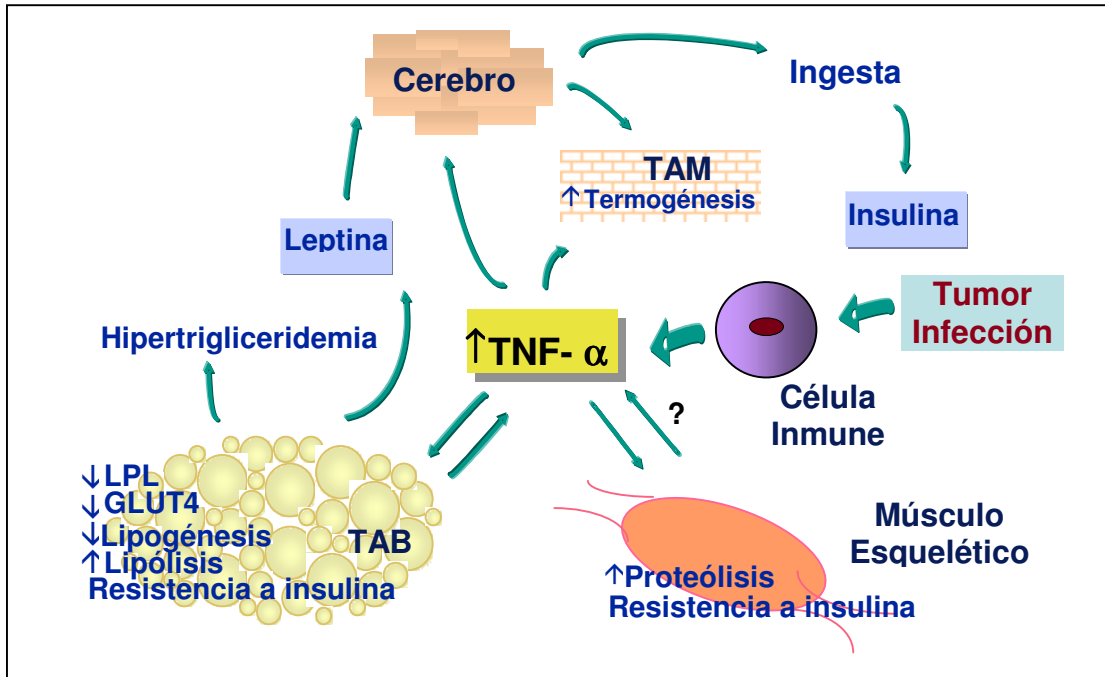 Cerebro
Ingesta
TAM
↑Termogénesis
Leptina
Insulina
Tumor
Infección
Hipertrigliceridemia
↑TNF- α
Célula
Inmune
?
↓LPL
↓GLUT4
↓Lipogénesis
↑Lipólisis
Resistencia a insulina
TAB
Músculo
Esquelético
↑Proteólisis
Resistencia a insulina